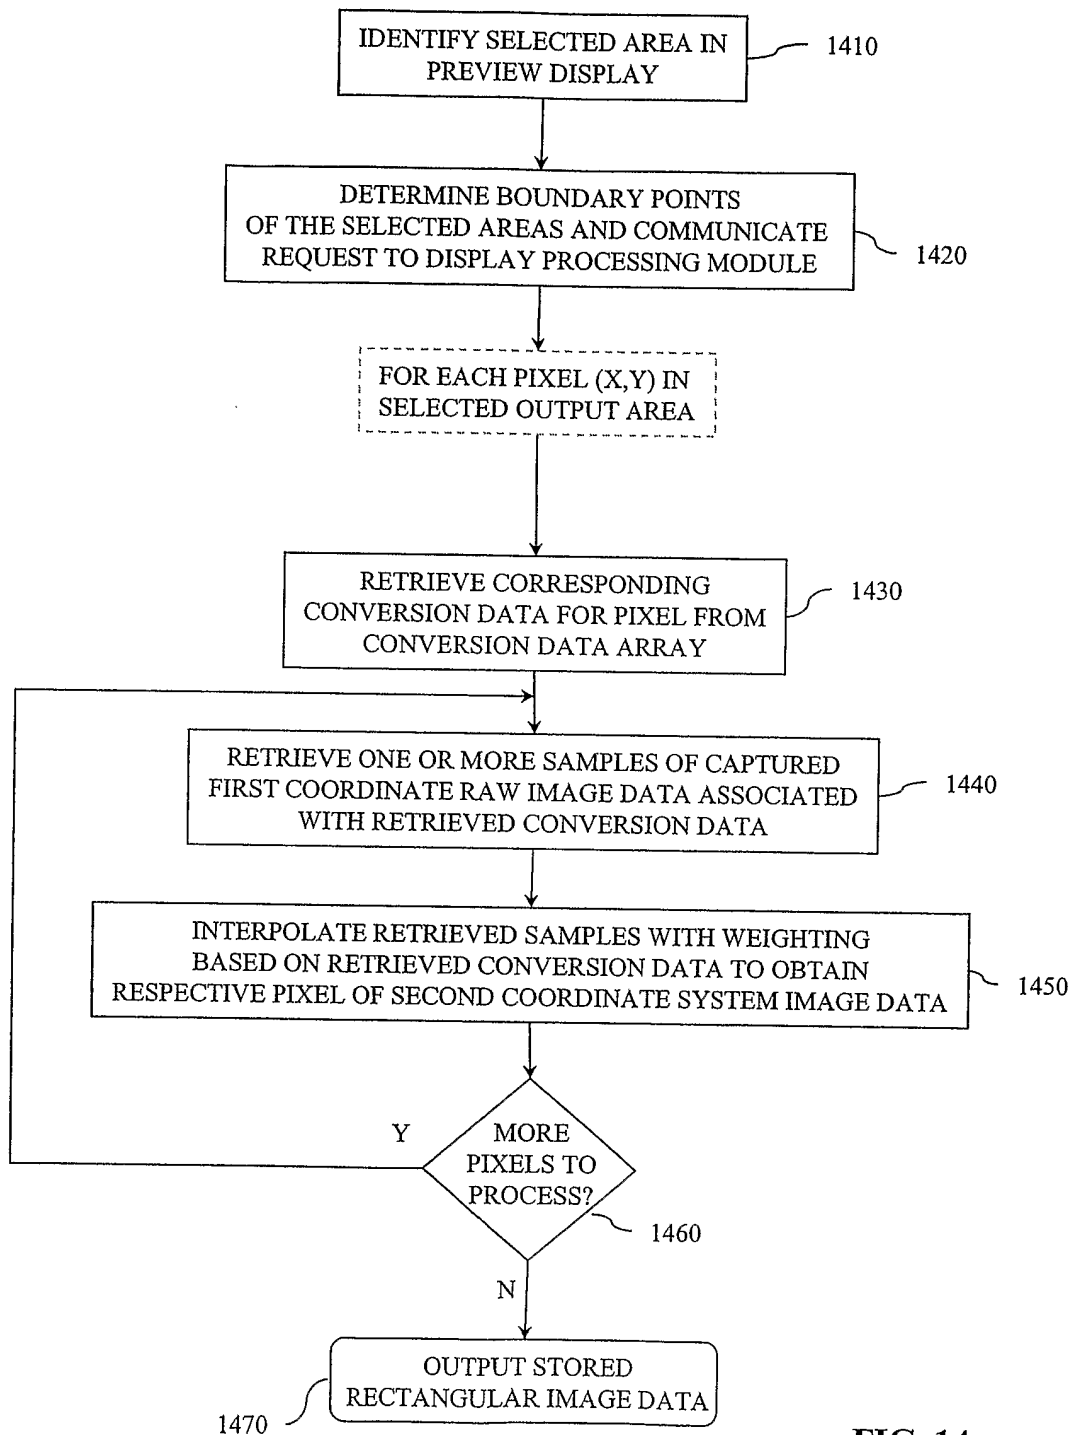 IDENTIFY SELECTED AREA IN
PREVIEW DISPLAY
1410
DETERMINE BOUNDARY POINTS
OF THE SELECTED AREAS AND COMMUNICATE
REQUEST TO DISPLAY PROCESSING MODULE
1420
FOR EACH PIXEL (X,Y) IN
SELECTED OUTPUT AREA
RETRIEVE CORRESPONDING
CONVERSION DATA FOR PIXEL FROM
CONVERSION DATA ARRAY
1430
RETRIEVE ONE OR MORE SAMPLES OF CAPTURED
FIRST COORDINATE RAW IMAGE DATA ASSOCIATED
WITH RETRIEVED CONVERSION DATA
1440
INTERPOLATE RETRIEVED SAMPLES WITH WEIGHTING
BASED ON RETRIEVED CONVERSION DATA TO OBTAIN
RESPECTIVE PIXEL OF SECOND COORDINATE SYSTEM IMAGE DATA
1450
Y
MORE
PIXELS TO
PROCESS?
1460
N
OUTPUT STORED
RECTANGULAR IMAGE DATA
1470
FIG. 14